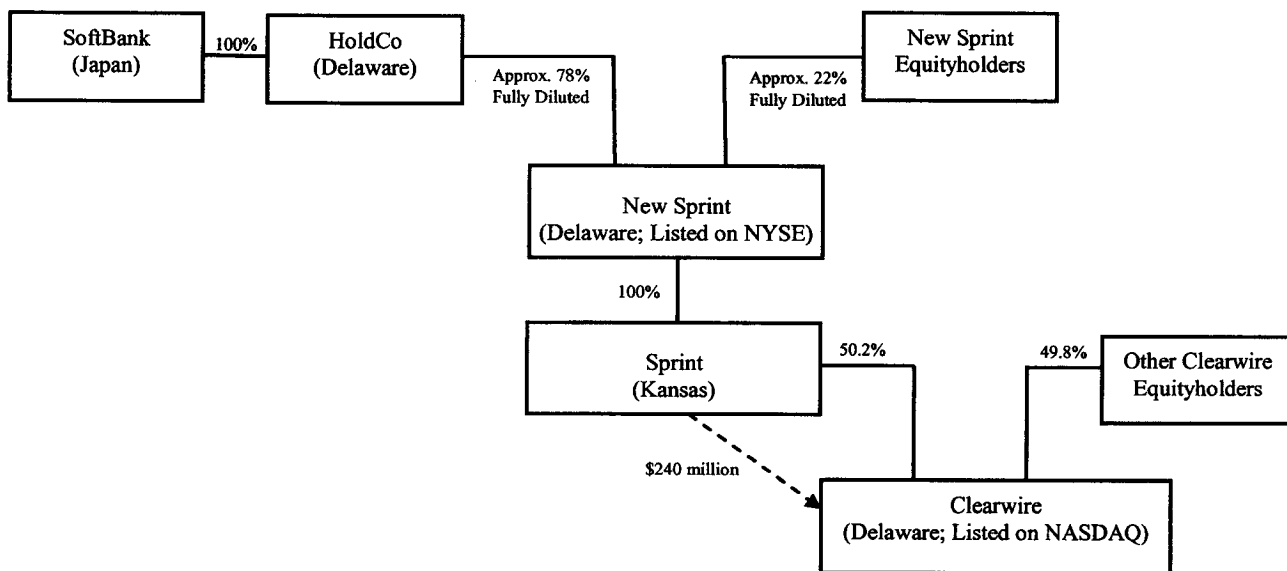 SoftBank
(Japan)
100%
HoldCo
(Delaware)
Approx. 78%
Fully Diluted
Approx. 22%
Fully Diluted
New Sprint
Equityholders
New Sprint
(Delaware; Listed on NYSE)
100%
Sprint
(Kansas)
50.2%
49.8%
Other Clearwire
Equityholders
$240 million
Clearwire
(Delaware; Listed on NASDAQ)